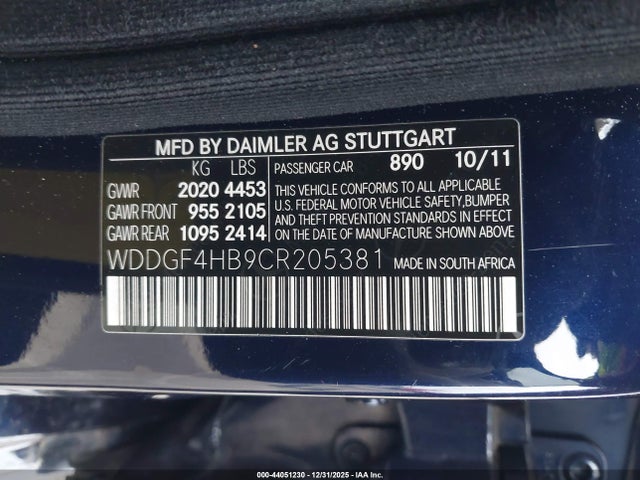 MFD BY DAIMLER AG STUTTGART
KG LBS
GVWR 2020 4453
GAWR FRONT 955 2105
GAWR REAR 1095 2414
PASSENGER CAR 890 10/11
THIS VEHICLE CONFORMS TO ALL APPLICABLE
U.S. FEDERAL MOTOR VEHICLE SAFETY,BUMPER
AND THEFT PREVENTION STANDARDS IN EFFECT
ON THE DATE OF MANUFACTURE SHOWN ABOVE
WDDGF4HB9CR205381 MADE IN SOUTH AFRICA
000-44051230 - 12/31/2025 - IAA Inc.